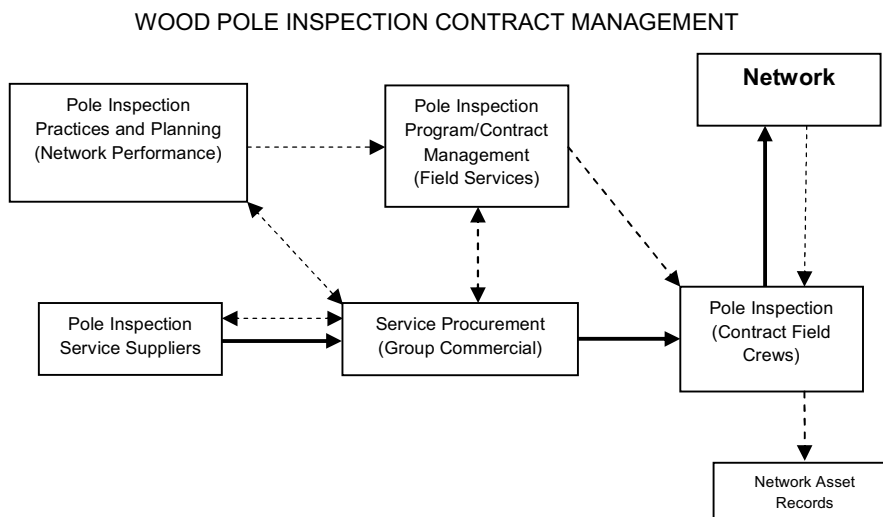 WOOD POLE INSPECTION CONTRACT MANAGEMENT
Pole Inspection
Practices and Planning
(Network Performance)
Pole Inspection
Program/Contract
Management
(Field Services)
Network
Pole Inspection
Service Suppliers
Service Procurement
(Group Commercial)
Pole Inspection
(Contract Field
Crews)
Network Asset
Records